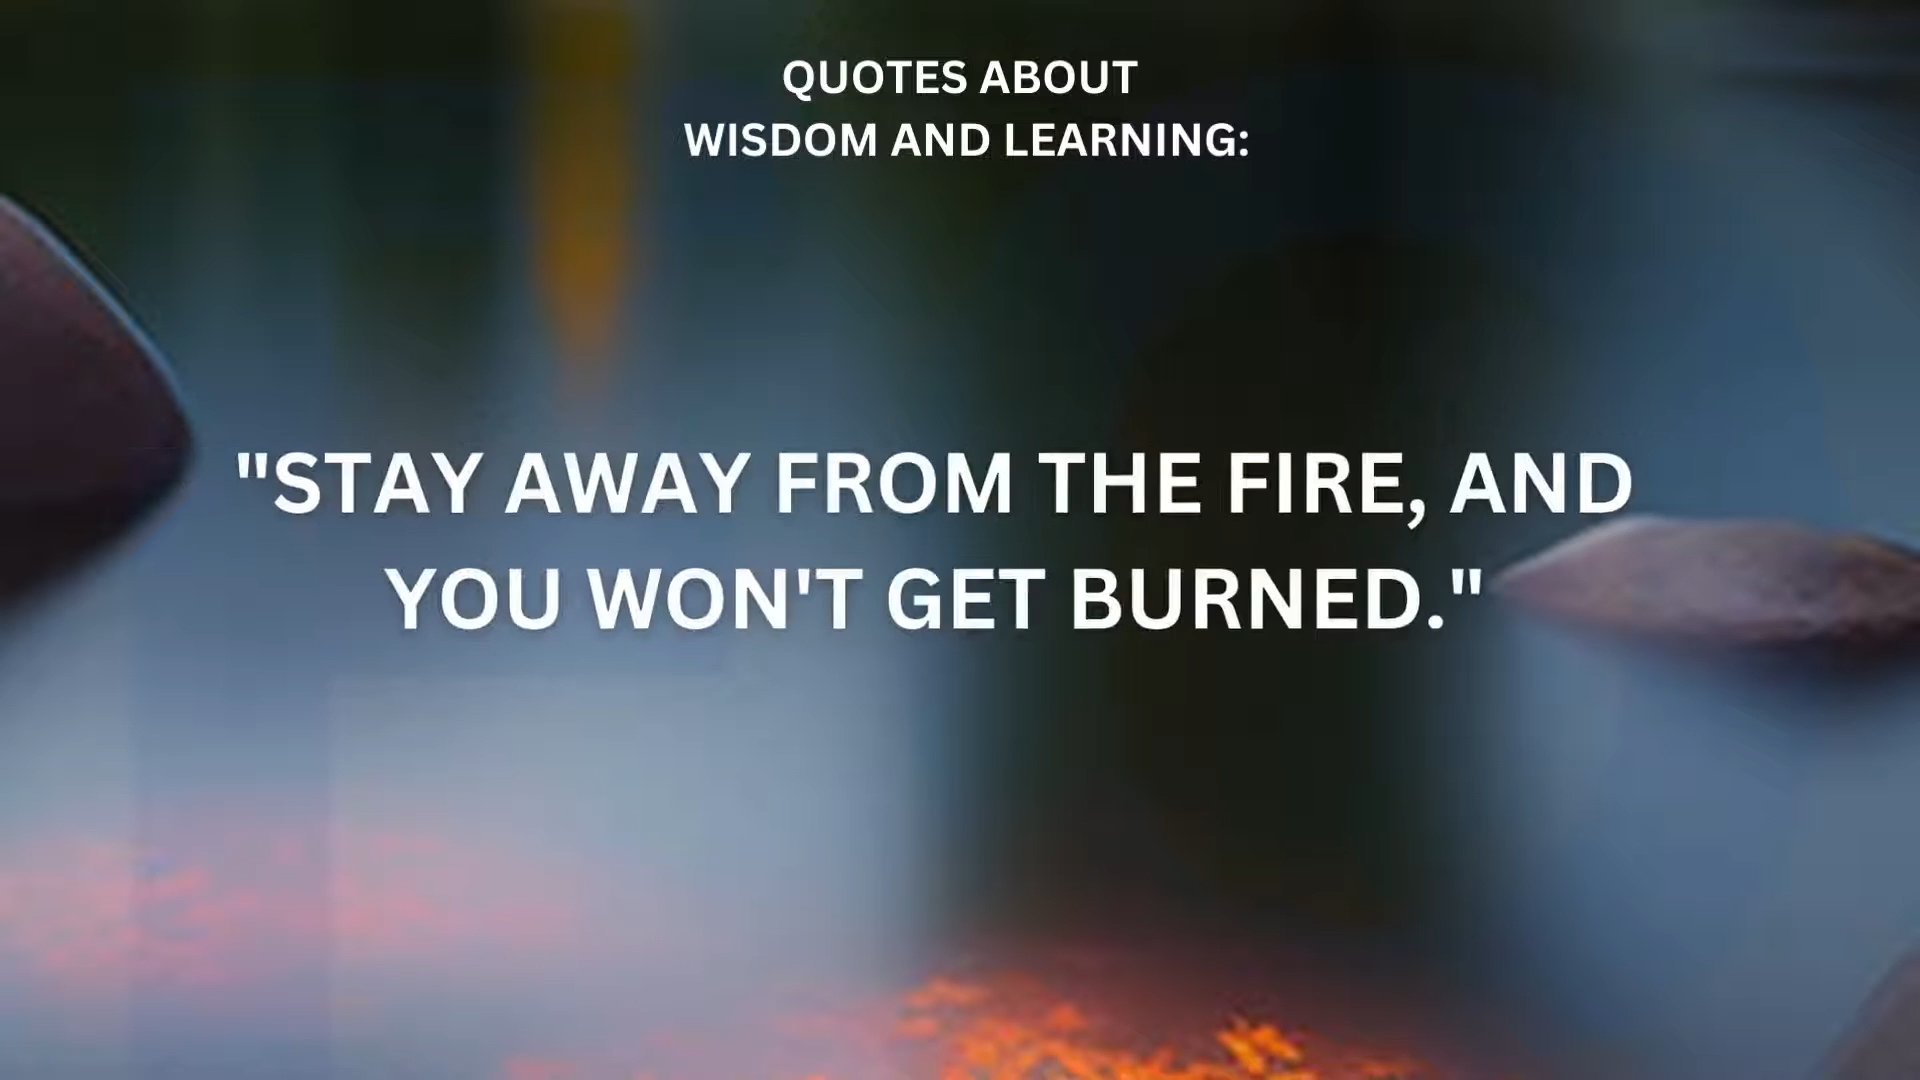 QUOTES ABOUT
WISDOM AND LEARNING:
"STAY AWAY FROM THE FIRE, AND
YOU WON'T GET BURNED."